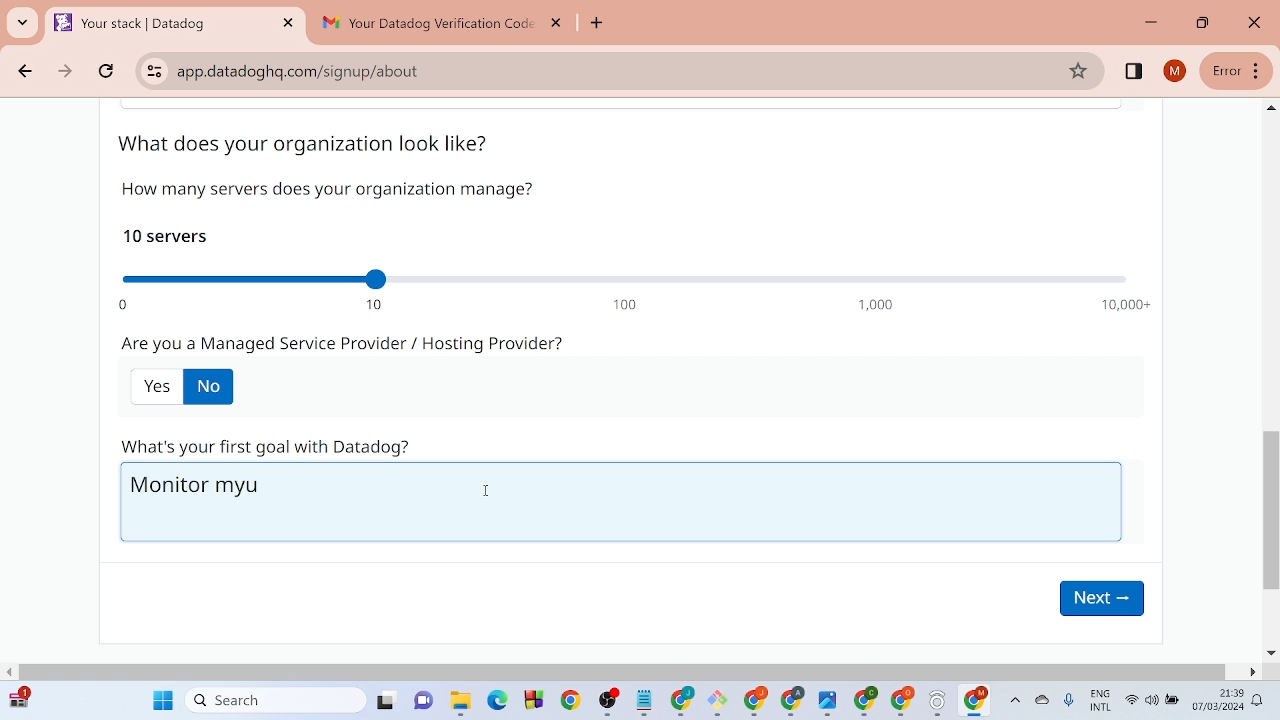 Your stack | Datadog
Your Datadog Verification Code
app.datadoghq.com/signup/about
M
Error
What does your organization look like?
How many servers does your organization manage?
10 servers
0 10 100 1,000 10,000+
Are you a Managed Service Provider / Hosting Provider?
Yes No
What's your first goal with Datadog?
Monitor myu
Next →
1
Search
J
J
A
C
O
M
ENG
INTL
21:39
07/03/2024